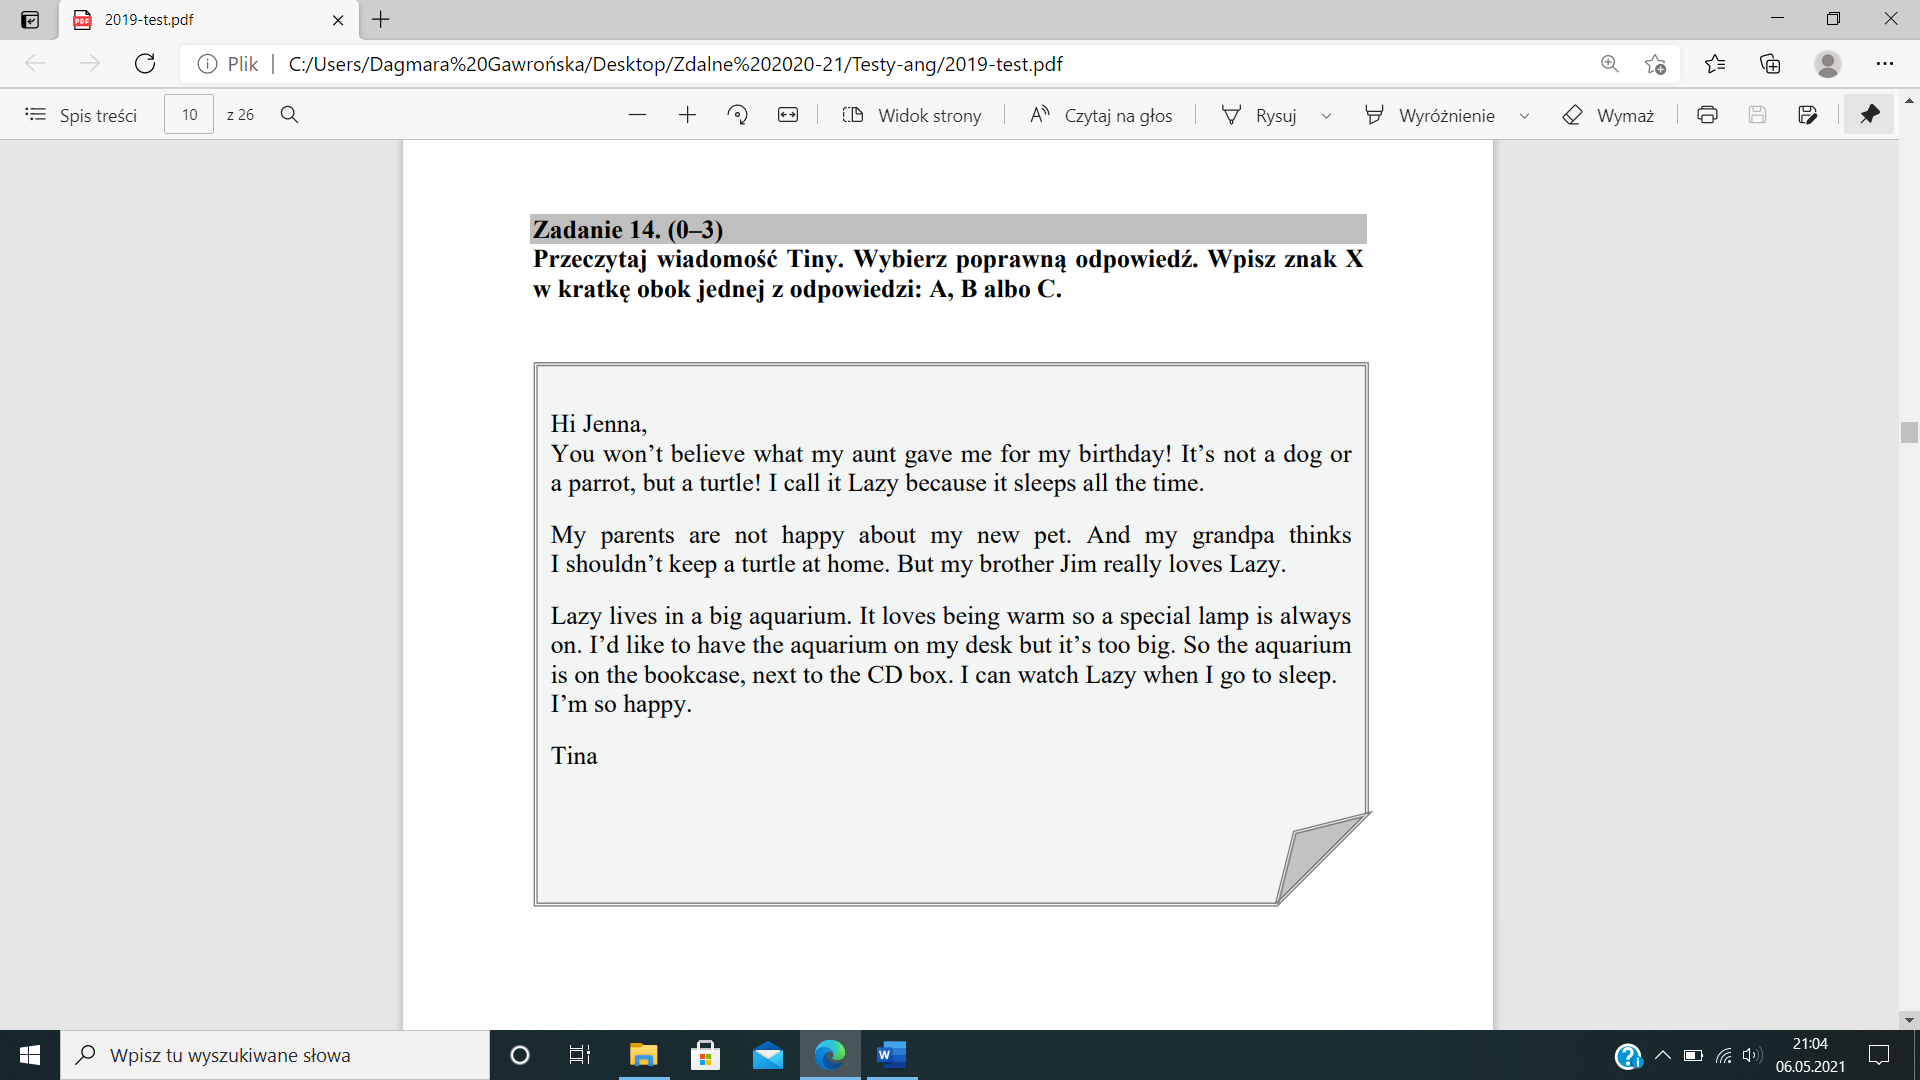 2019-test.pdf
Plik
C:/Users/Dagmara%20Gawrońska/Desktop/Zdalne%202020-21/Testy-ang/2019-test.pdf
Spis treści
10
z 26
Widok strony
Czytaj na głos
Rysuj
Wyróżnienie
Wymaż
Zadanie 14. (0–3)
Przeczytaj wiadomość Tiny. Wybierz poprawną odpowiedź. Wpisz znak X
w kratkę obok jednej z odpowiedzi: A, B albo C.
Hi Jenna,
You won’t believe what my aunt gave me for my birthday! It’s not a dog or
a parrot, but a turtle! I call it Lazy because it sleeps all the time.
My parents are not happy about my new pet. And my grandpa thinks
I shouldn’t keep a turtle at home. But my brother Jim really loves Lazy.
Lazy lives in a big aquarium. It loves being warm so a special lamp is always
on. I’d like to have the aquarium on my desk but it’s too big. So the aquarium
is on the bookcase, next to the CD box. I can watch Lazy when I go to sleep.
I’m so happy.
Tina
Wpisz tu wyszukiwane słowa
21:04
06.05.2021